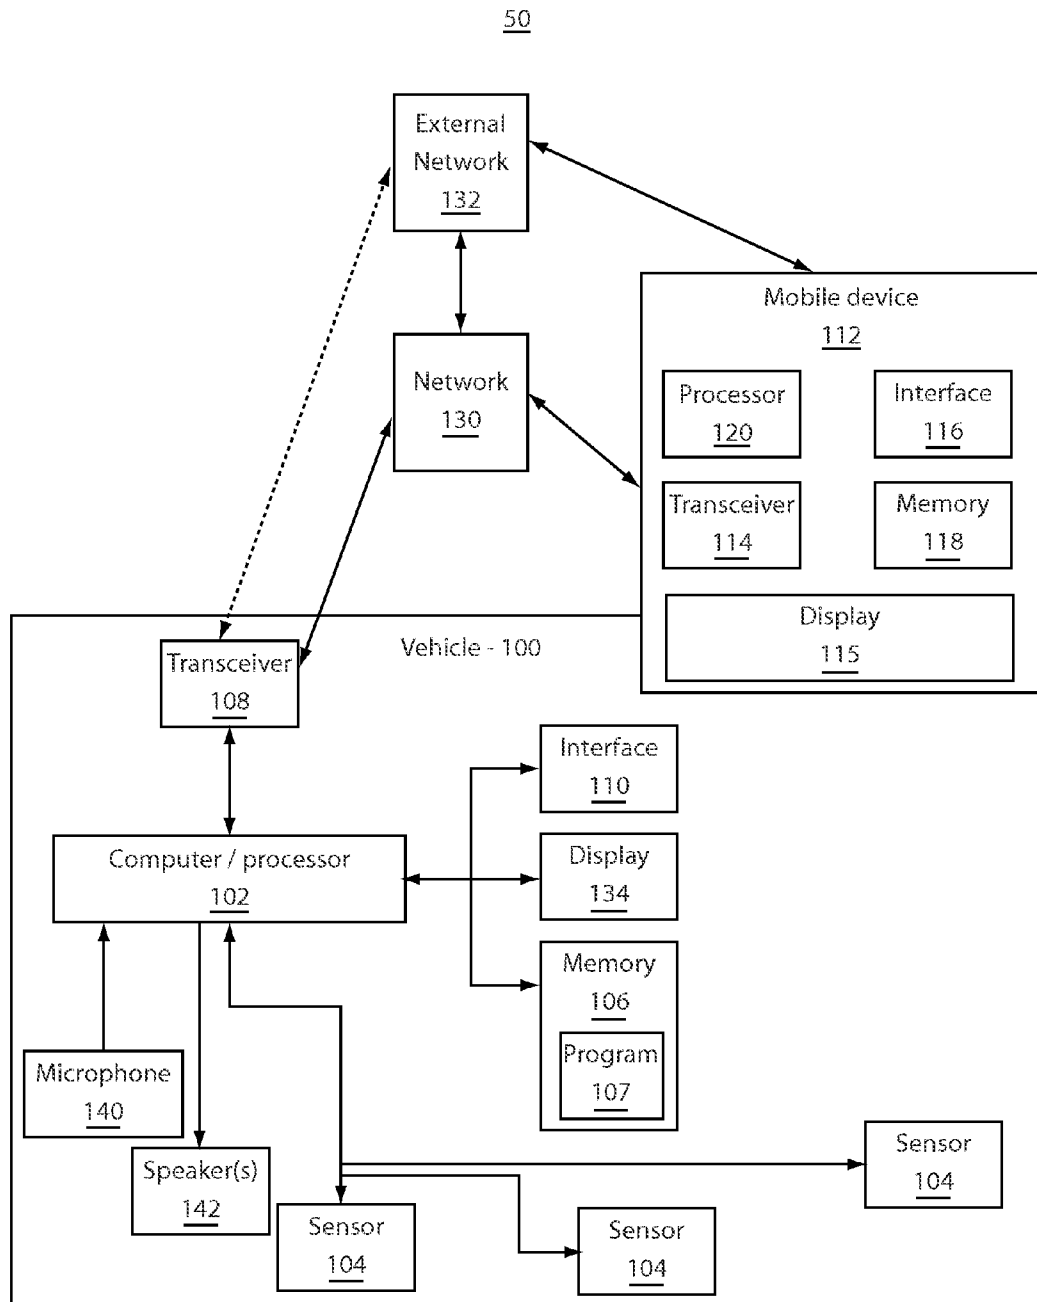 50
External
Network
132
Mobile device
112
Network
130
Processor
120
Interface
116
Transceiver
114
Memory
118
Display
115
Vehicle - 100
Transceiver
108
Interface
110
Computer / processor
102
Display
134
Memory
106
Program
107
Microphone
140
Speaker(s)
142
Sensor
104
Sensor
104
Sensor
104